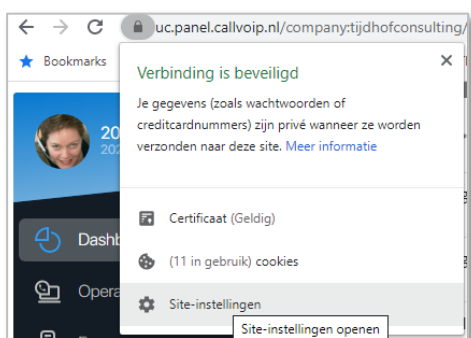 uc.panel.callvoip.nl/company:tijdhofconsulting/
Bookmarks
Verbinding is beveiligd
Je gegevens (zoals wachtwoorden of
creditcardnummers) zijn privé wanneer ze worden
verzonden naar deze site. Meer informatie
20
202
Certificaat (Geldig)
Dashb
(11 in gebruik) cookies
Opera
Site-instellingen
Site-instellingen openen